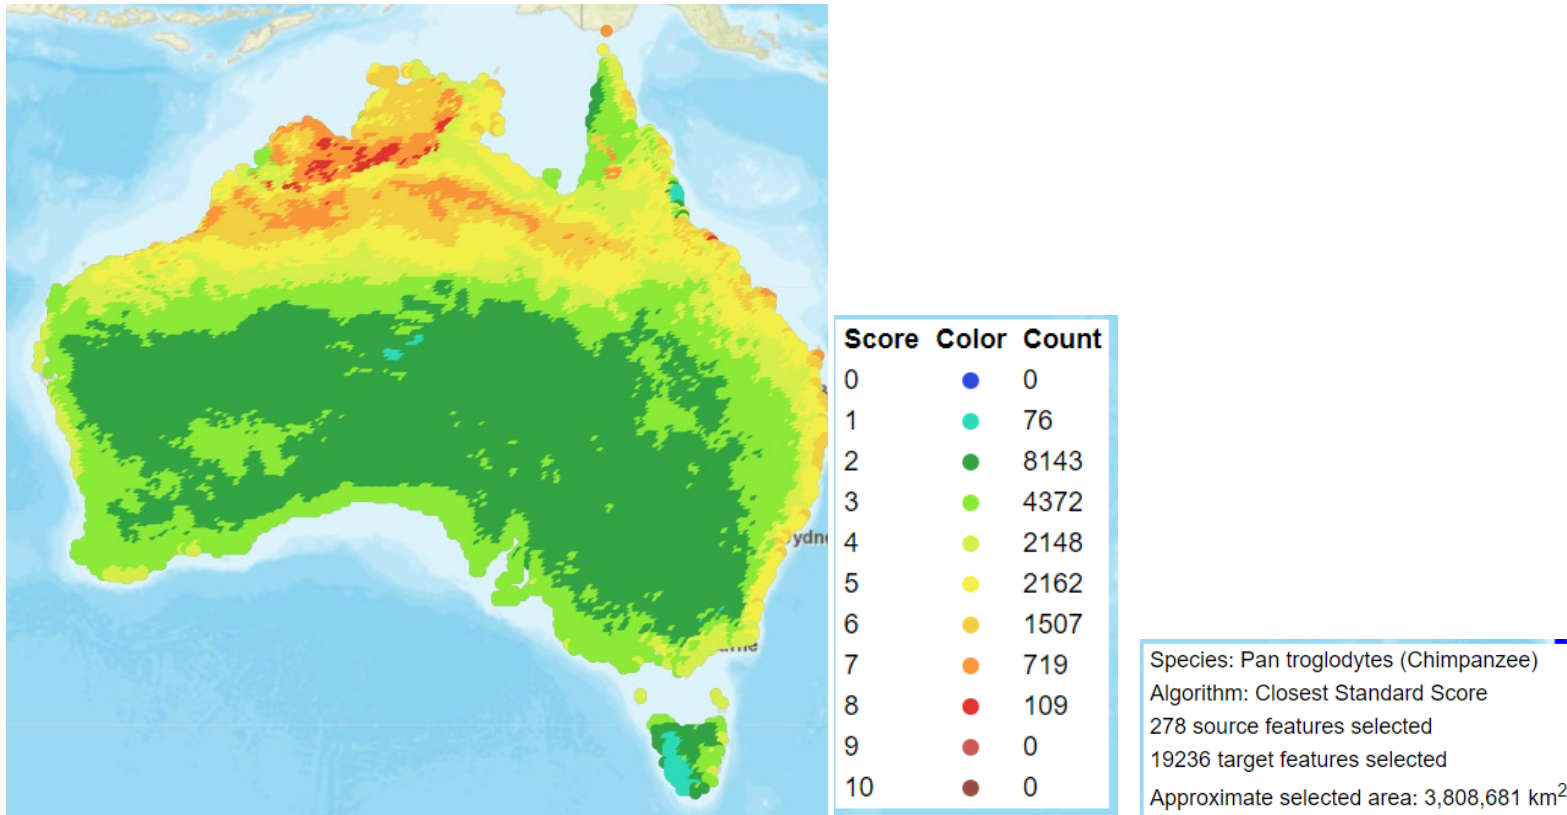 Score Color Count
0 0
1 76
2 8143
3 4372
4 2148
5 2162
6 1507
7 719
8 109
9 0
10 0
Species: Pan troglodytes (Chimpanzee)
Algorithm: Closest Standard Score
278 source features selected
19236 target features selected
Approximate selected area: 3,808,681 km²